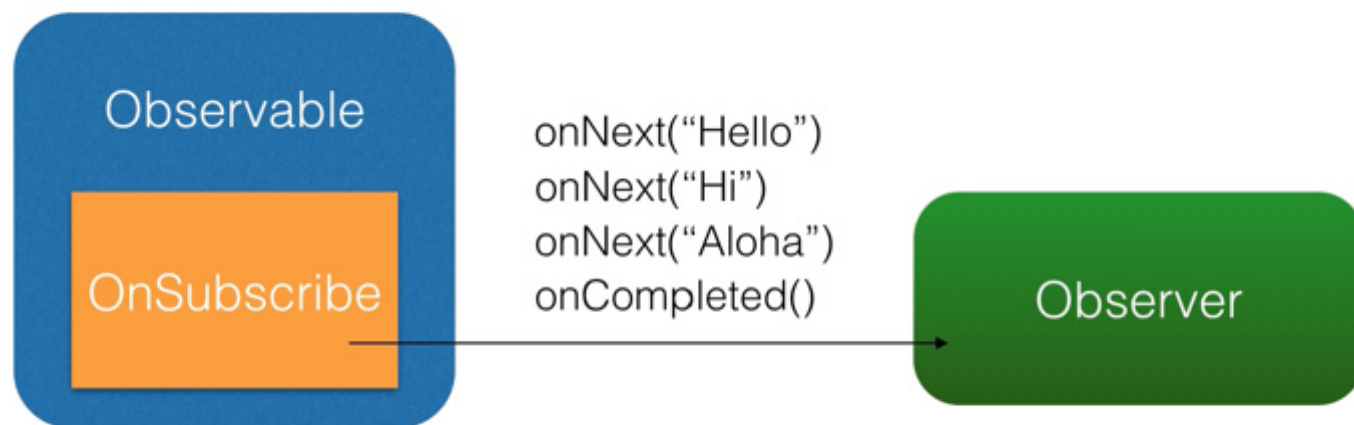 Observable
OnSubscribe
onNext(“Hello”)
onNext(“Hi”)
onNext(“Aloha”)
onCompleted()
Observer